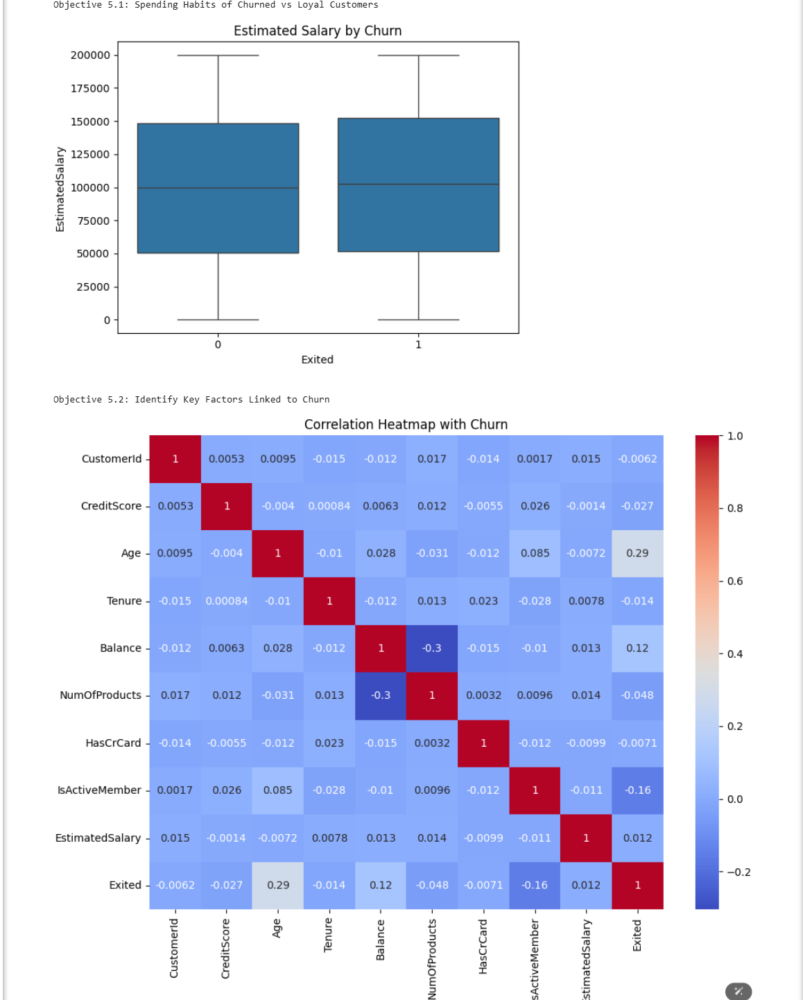 Objective 5.1: Spending Habits of Churned vs Loyal Customers
Estimated Salary by Churn
200000
175000
150000
125000
100000
75000
50000
25000
0
EstimatedSalary
0 1
Exited
Objective 5.2: Identify Key Factors Linked to Churn
Correlation Heatmap with Churn
CustomerId 1 0.0053 0.0095 -0.015 -0.012 0.017 -0.014 0.0017 0.015 -0.0062
CreditScore 0.0053 1 -0.004 0.00084 0.0063 0.012 -0.0055 0.026 -0.0014 -0.027
Age 0.0095 -0.004 1 -0.01 0.028 -0.031 -0.012 0.085 -0.0072 0.29
Tenure -0.015 0.00084 -0.01 1 -0.012 0.013 0.023 -0.028 0.0078 -0.014
Balance -0.012 0.0063 0.028 -0.012 1 -0.3 -0.015 -0.01 0.013 0.12
NumOfProducts 0.017 0.012 -0.031 0.013 -0.3 1 0.0032 0.0096 0.014 -0.048
HasCrCard -0.014 -0.0055 -0.012 0.023 -0.015 0.0032 1 -0.012 -0.0099 -0.0071
IsActiveMember 0.0017 0.026 0.085 -0.028 -0.01 0.0096 -0.012 1 -0.011 -0.16
EstimatedSalary 0.015 -0.0014 -0.0072 0.0078 0.013 0.014 -0.0099 -0.011 1 0.012
Exited -0.0062 -0.027 0.29 -0.014 0.12 -0.048 -0.0071 -0.16 0.012 1
CustomerId
CreditScore
Age
Tenure
Balance
NumOfProducts
HasCrCard
sActiveMember
stimatedSalary
Exited
1.0
0.8
0.6
0.4
0.2
0.0
−0.2